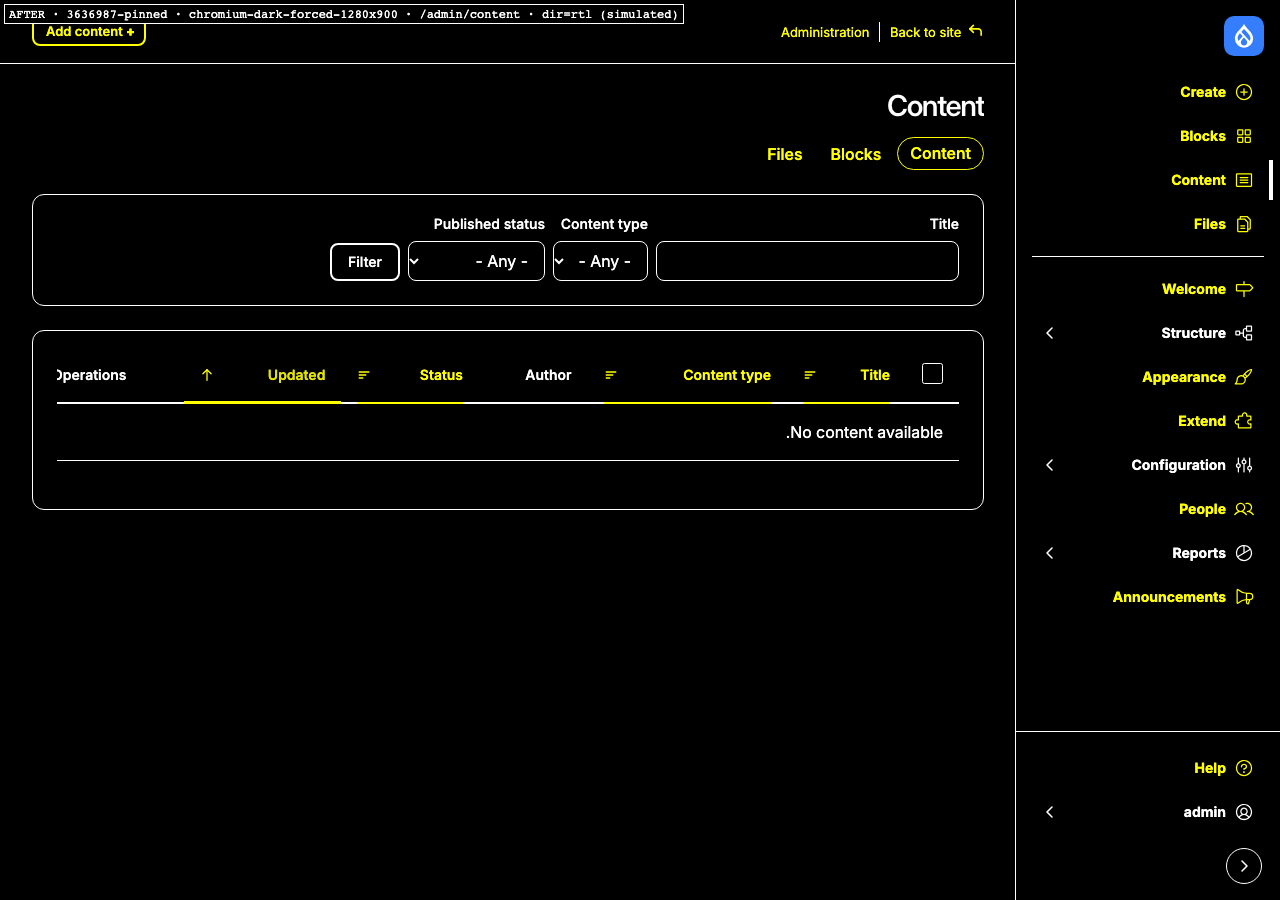 AFTER · 3636987-pinned · chromium-dark-forced-1280x900 · /admin/content · dir=rtl (simulated)
Add content +
Administration
Back to site
Content
Files
Blocks
Content
Published status
Content type
Title
Filter
- Any -
- Any -
Operations
Updated
Status
Author
Content type
Title
.No content available
Create
Blocks
Content
Files
Welcome
Structure
Appearance
Extend
Configuration
People
Reports
Announcements
Help
admin